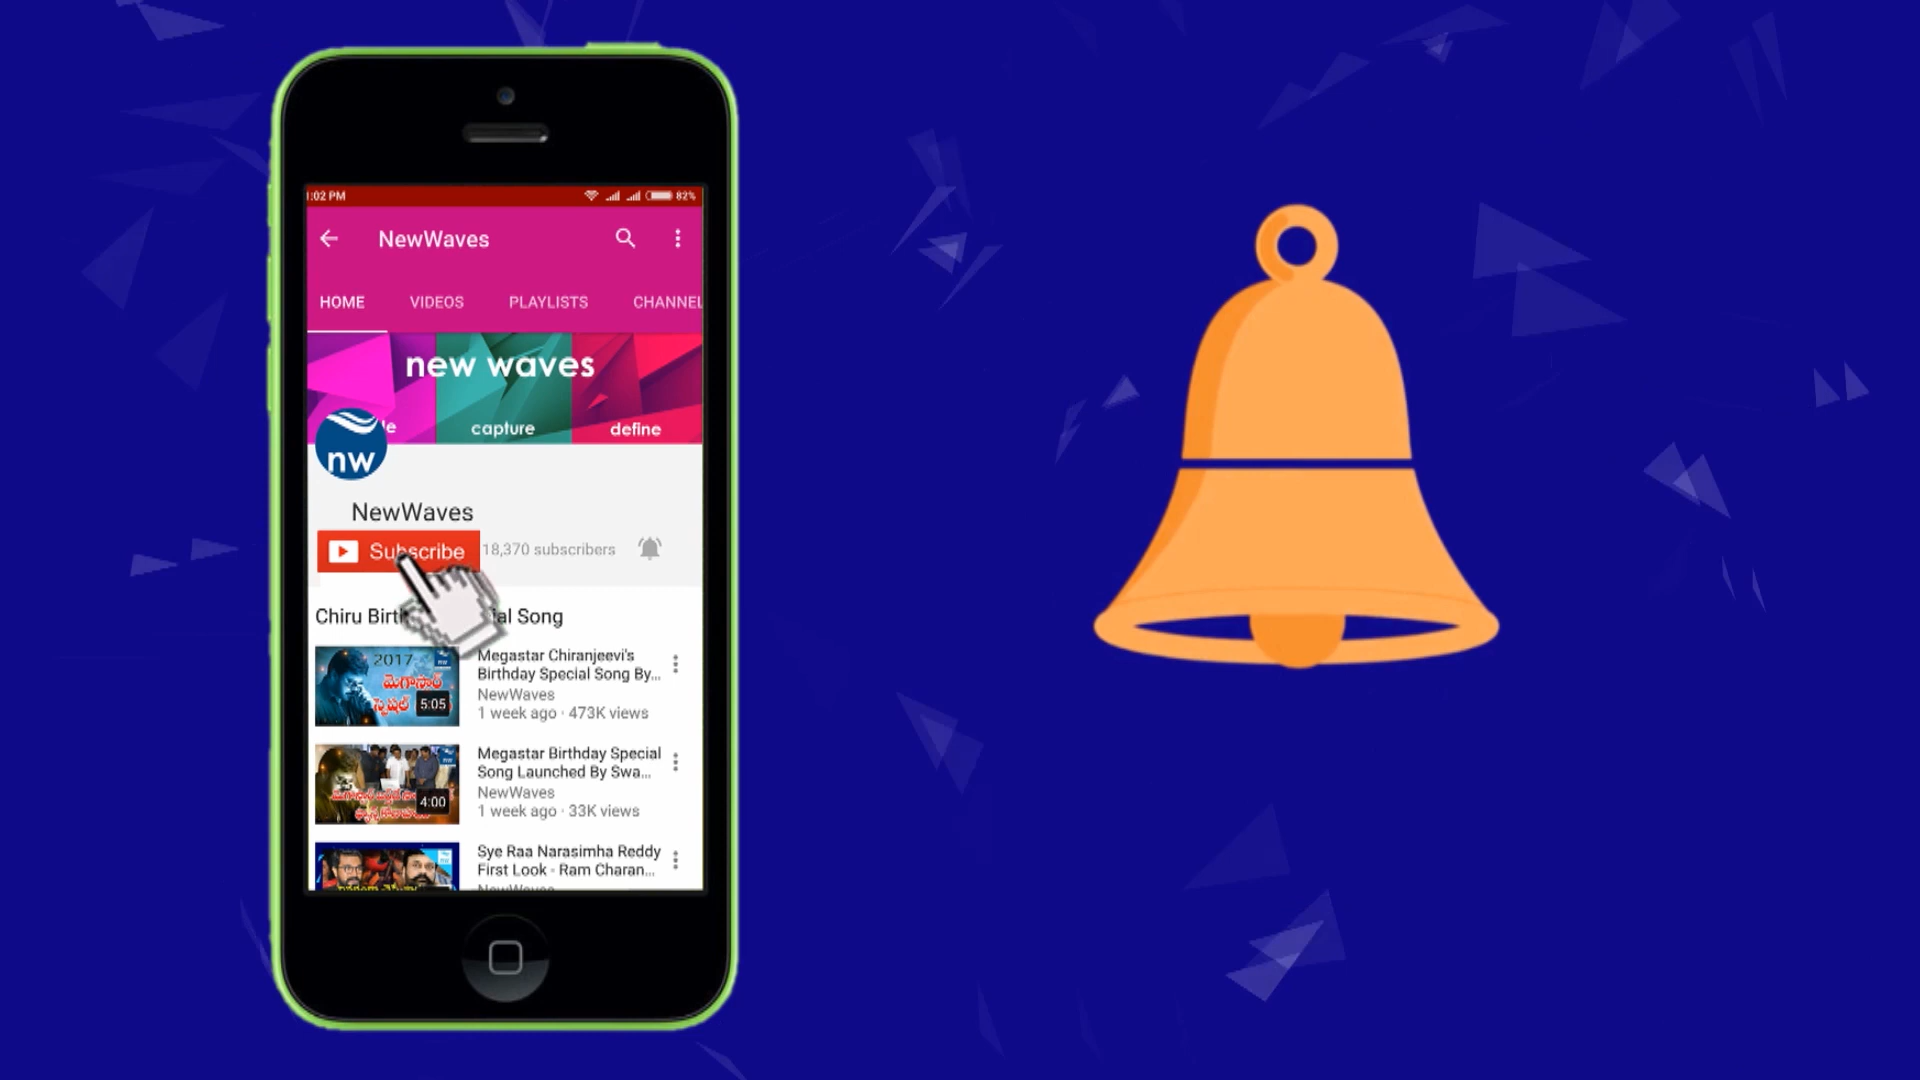 1:02 PM 82%
NewWaves
HOME VIDEOS PLAYLISTS CHANNEL
new waves
capture define
nw
NewWaves
Subscribe 18,370 subscribers
Song
2017
మెగాస్టార్
స్పెషల్
5:05
Megastar Chiranjeevi's
Birthday Special Song By...
NewWaves
1 week ago · 473K views
4:00
Megastar Birthday Special
Song Launched By Swa...
NewWaves
1 week ago · 33K views
Sye Raa Narasimha Reddy
First Look - Ram Charan...
NewWaves